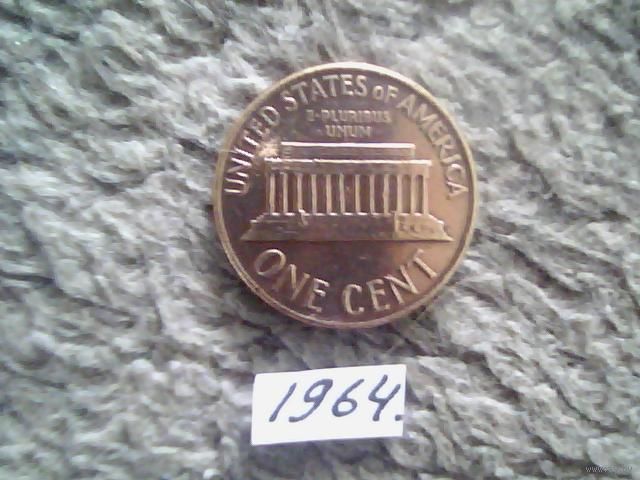 UNITED STATES OF AMERICA
E·PLURIBUS
UNUM
ONE CENT
1964.